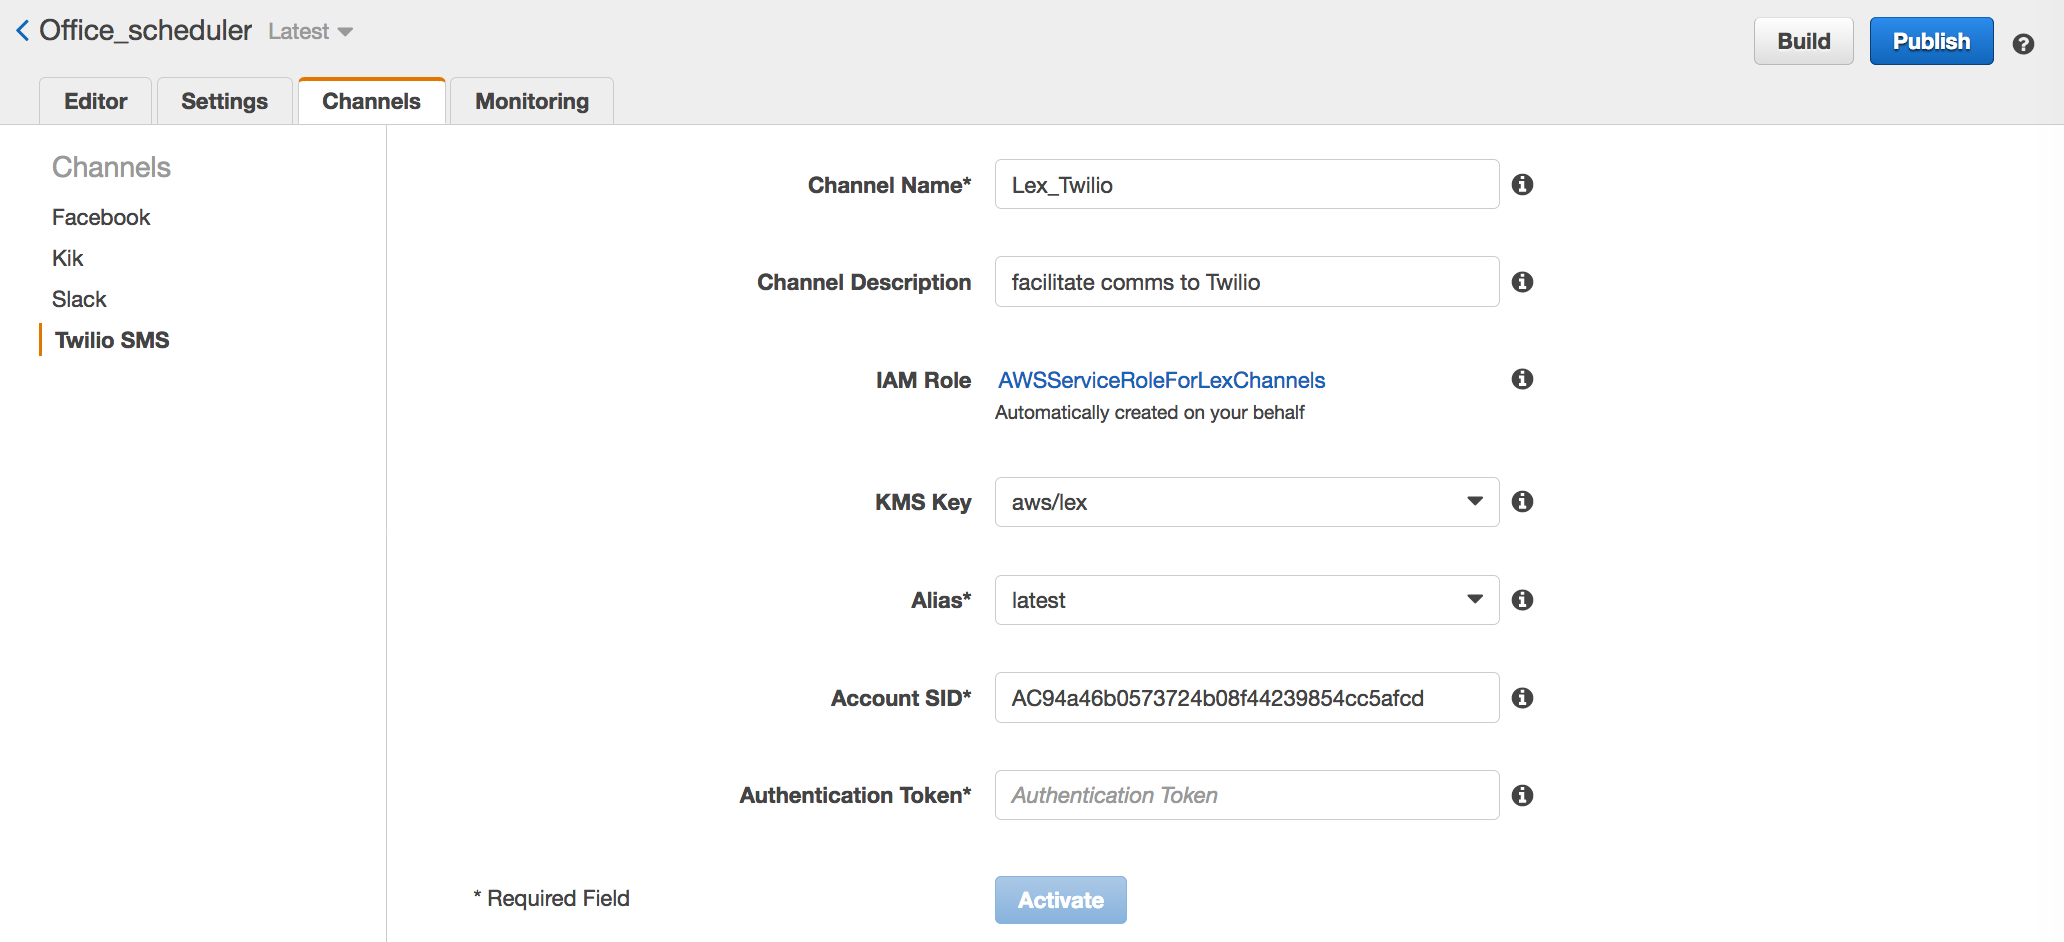 Office_scheduler Latest
Build
Publish
Editor
Settings
Channels
Monitoring
Channels
Facebook
Kik
Slack
Twilio SMS
Channel Name* Lex_Twilio
Channel Description facilitate comms to Twilio
IAM Role AWSServiceRoleForLexChannels
Automatically created on your behalf
KMS Key aws/lex
Alias* latest
Account SID* AC94a46b0573724b08f44239854cc5afcd
Authentication Token* Authentication Token
* Required Field
Activate